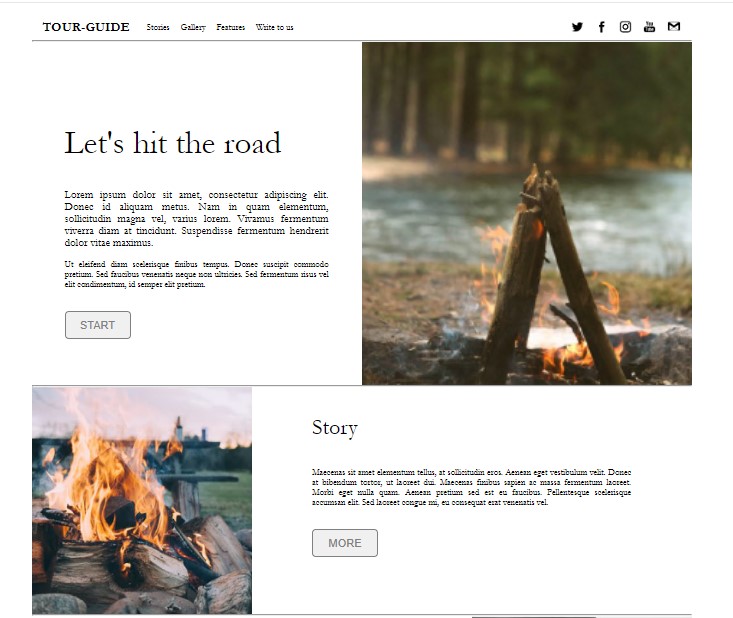 TOUR-GUIDE Stories Gallery Features Write to us
You Tube
Let's hit the road
Lorem ipsum dolor sit amet, consectetur adipiscing elit.
Donec id aliquam metus. Nam in quam elementum,
sollicitudin magna vel, varius lorem. Vivamus fermentum
viverra diam at tincidunt. Suspendisse fermentum hendrerit
dolor vitae maximus.
Ut eleifend diam scelerisque finibus tempus. Donec suscipit commodo
pretium. Sed faucibus venenatis neque non ultricies. Sed fermentum risus vel
elit condimentum, id semper elit pretium.
START
Story
Maecenas sit amet elementum tellus, at sollicitudin eros. Aenean eget vestibulum velit. Donec
at bibendum tortor, ut laoreet dui. Maecenas finibus sapien ac massa fermentum laoreet.
Morbi eget nulla quam. Aenean pretium sed est eu faucibus. Pellentesque scelerisque
accumsan elit. Sed laoreet congue mi, eu consequat erat venenatis vel.
MORE